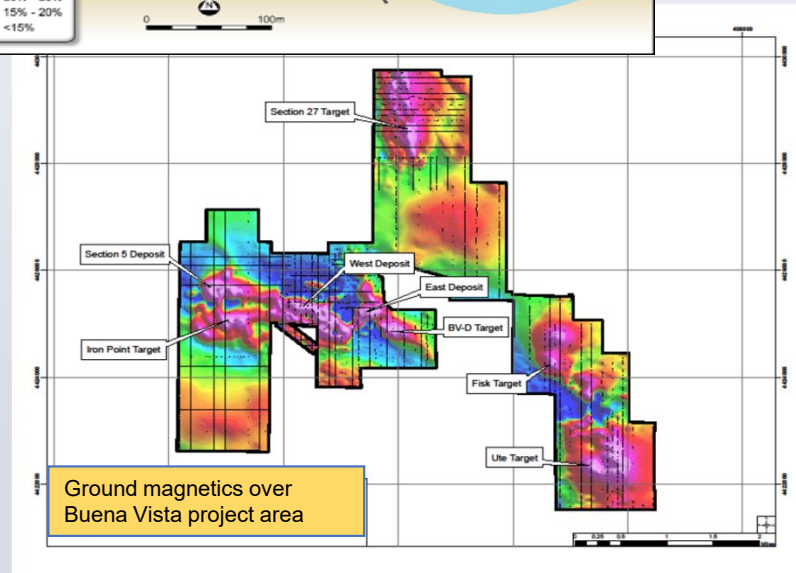 15% - 20%
<15%
0 100m
Section 27 Target
Section 5 Deposit
West Deposit
East Deposit
BV-D Target
Iron Point Target
Fisk Target
Ute Target
Ground magnetics over
Buena Vista project area